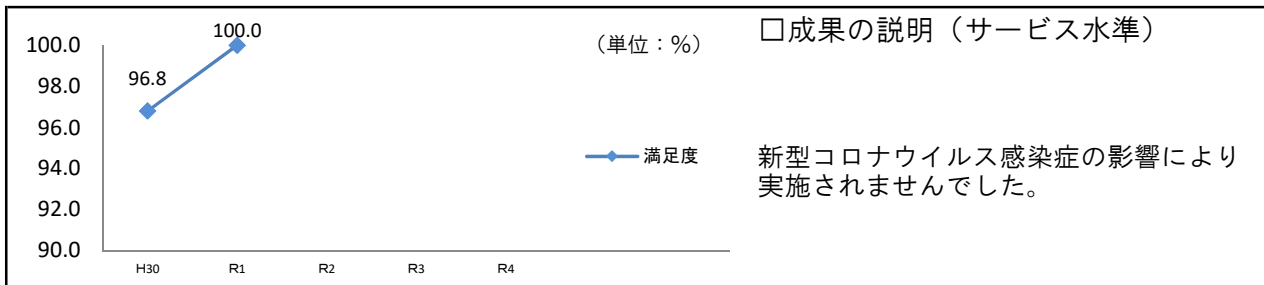 100.0
98.0
96.0
94.0
92.0
90.0
96.8
100.0
(単位：%)
満足度
H30 R1 R2 R3 R4
□成果の説明（サービス水準）
新型コロナウイルス感染症の影響により
実施されませんでした。